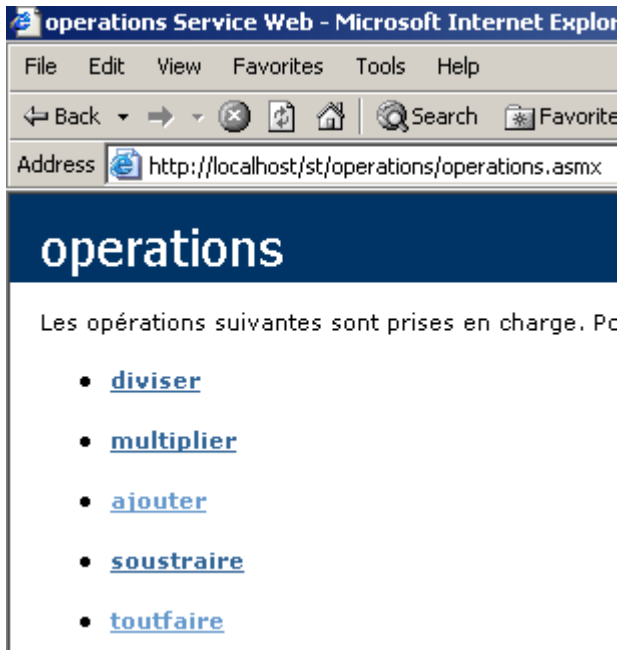 operations Service Web - Microsoft Internet Explor
File Edit View Favorites Tools Help
Back Search Favorite
Address http://localhost/st/operations/operations.asmx
operations
Les opérations suivantes sont prises en charge. Po
diviser
multiplier
ajouter
soustraire
toutfaire